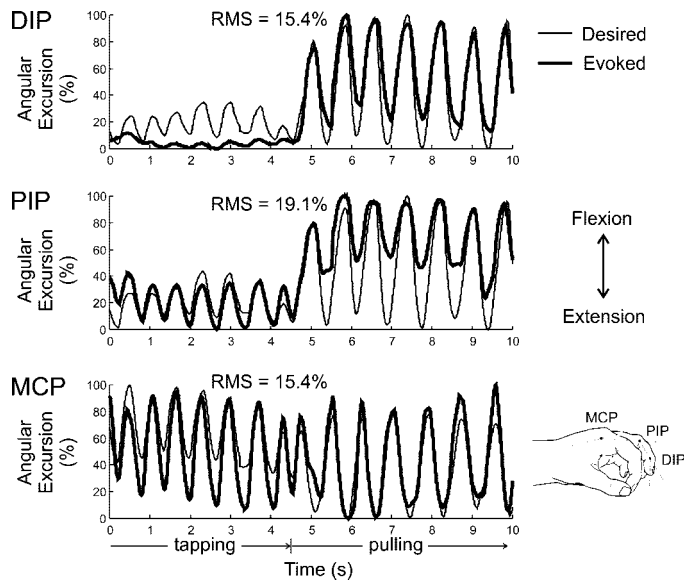 DIP
RMS = 15.4%
Desired
Evoked
Angular
Excursion
(%)
100
80
60
40
20
0
0 1 2 3 4 5 6 7 8 9 10
PIP
RMS = 19.1%
Flexion
Extension
Angular
Excursion
(%)
100
80
60
40
20
0
0 1 2 3 4 5 6 7 8 9 10
MCP
RMS = 15.4%
Angular
Excursion
(%)
100
80
60
40
20
0
0 1 2 3 4 5 6 7 8 9 10
MCP
PIP
DIP
tapping pulling
Time (s)